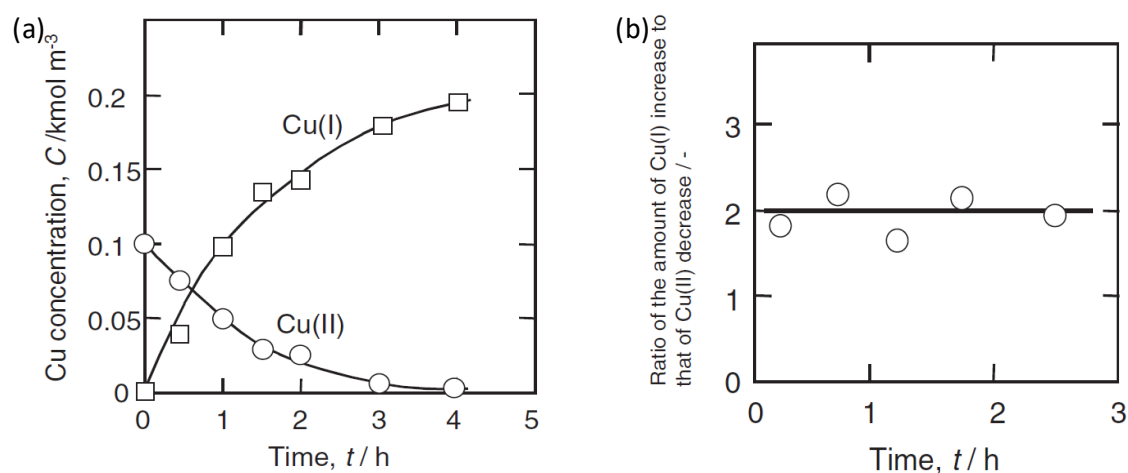 (a)
Cu concentration, C /kmol m-3
0.2
0.15
0.1
0.05
0
Cu(I)
Cu(II)
0 1 2 3 4 5
Time, t / h
(b)
Ratio of the amount of Cu(I) increase to
that of Cu(II) decrease / -
3
2
1
0
0 1 2 3
Time, t / h